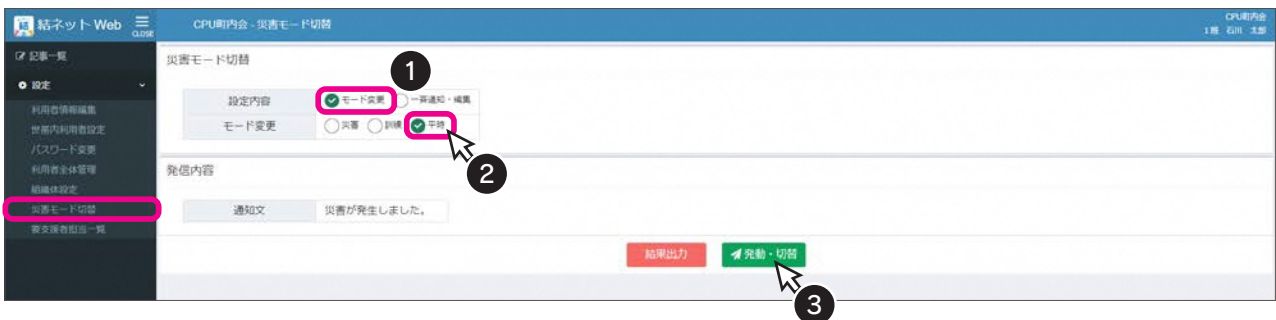 結ネット Web
CLOSE
CPU町内会 - 災害モード切替
CPU町内会
1班 石川 太郎
記事一覧
設定
利用者情報編集
世帯内利用者設定
パスワード変更
利用者全体管理
組織体設定
災害モード切替
要支援者担当一覧
災害モード切替
1
設定内容 モード変更 一斉通知・編集
モード変更 災害 訓練 平時
2
発信内容
通知文 災害が発生しました。
結果出力 発動・切替
3